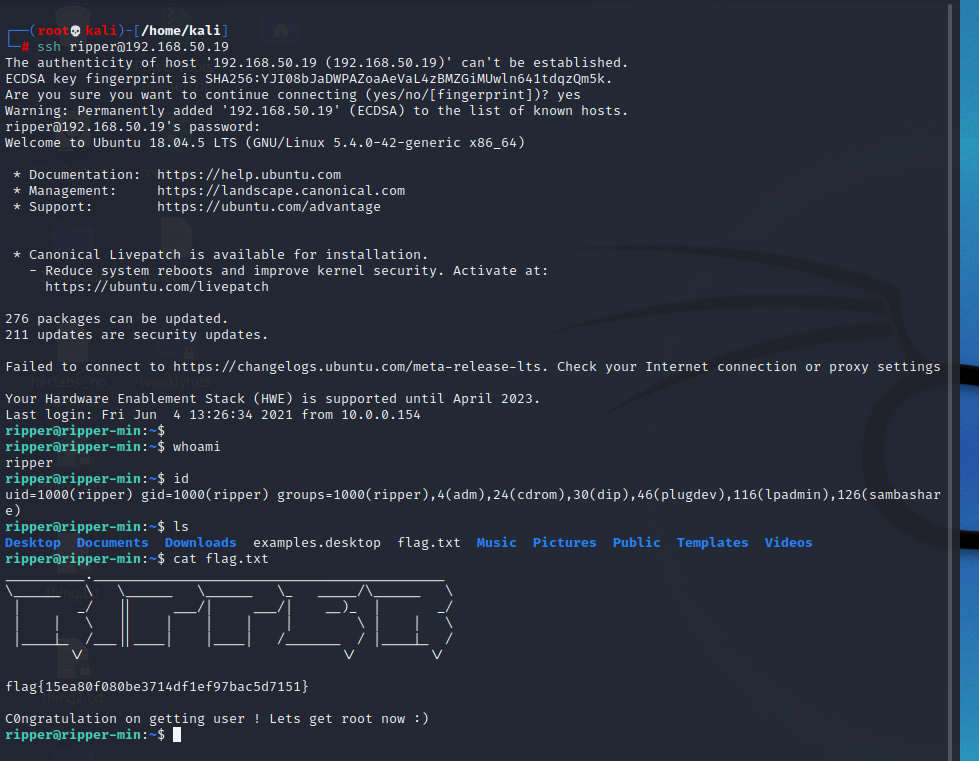 ┌──(root💀kali)-[/home/kali]
└─# ssh ripper@192.168.50.19
The authenticity of host '192.168.50.19 (192.168.50.19)' can't be established.
ECDSA key fingerprint is SHA256:YJI08bJaDWPAZoaAeVaL4zBMZGiMUwln641tdqzQm5k.
Are you sure you want to continue connecting (yes/no/[fingerprint])? yes
Warning: Permanently added '192.168.50.19' (ECDSA) to the list of known hosts.
ripper@192.168.50.19's password:
Welcome to Ubuntu 18.04.5 LTS (GNU/Linux 5.4.0-42-generic x86_64)
* Documentation:  https://help.ubuntu.com
* Management:     https://landscape.canonical.com
* Support:        https://ubuntu.com/advantage
* Canonical Livepatch is available for installation.
- Reduce system reboots and improve kernel security. Activate at:
https://ubuntu.com/livepatch
276 packages can be updated.
211 updates are security updates.
Failed to connect to https://changelogs.ubuntu.com/meta-release-lts. Check your Internet connection or proxy settings
Your Hardware Enablement Stack (HWE) is supported until April 2023.
Last login: Fri Jun  4 13:26:34 2021 from 10.0.0.154
ripper@ripper-min:~$
ripper@ripper-min:~$ whoami
ripper
ripper@ripper-min:~$ id
uid=1000(ripper) gid=1000(ripper) groups=1000(ripper),4(adm),24(cdrom),30(dip),46(plugdev),116(lpadmin),126(sambashar
e)
ripper@ripper-min:~$ ls
Desktop  Documents  Downloads  examples.desktop  flag.txt  Music  Pictures  Public  Templates  Videos
ripper@ripper-min:~$ cat flag.txt
flag{15ea80f080be3714df1ef97bac5d7151}
C0ngratulation on getting user ! Lets get root now :)
ripper@ripper-min:~$